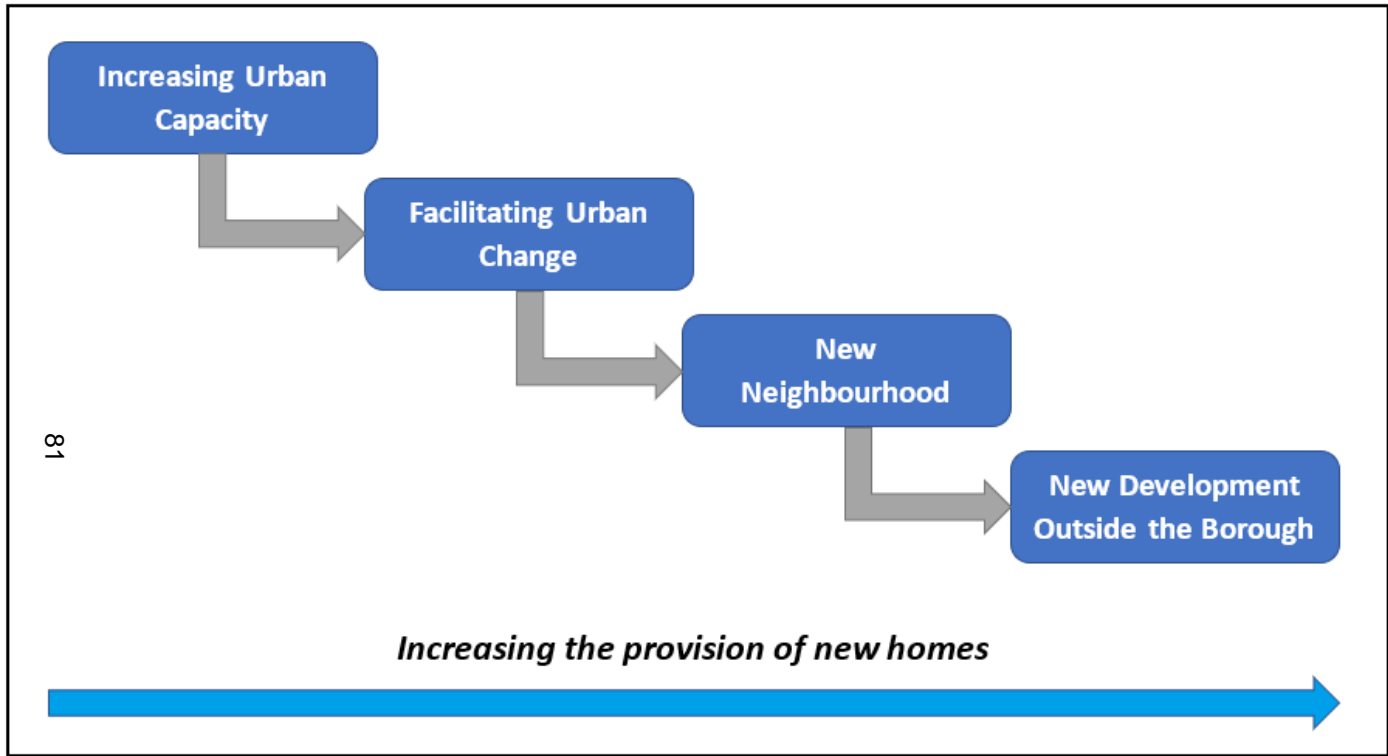 Increasing Urban
Capacity
Facilitating Urban
Change
New
Neighbourhood
81
New Development
Outside the Borough
Increasing the provision of new homes